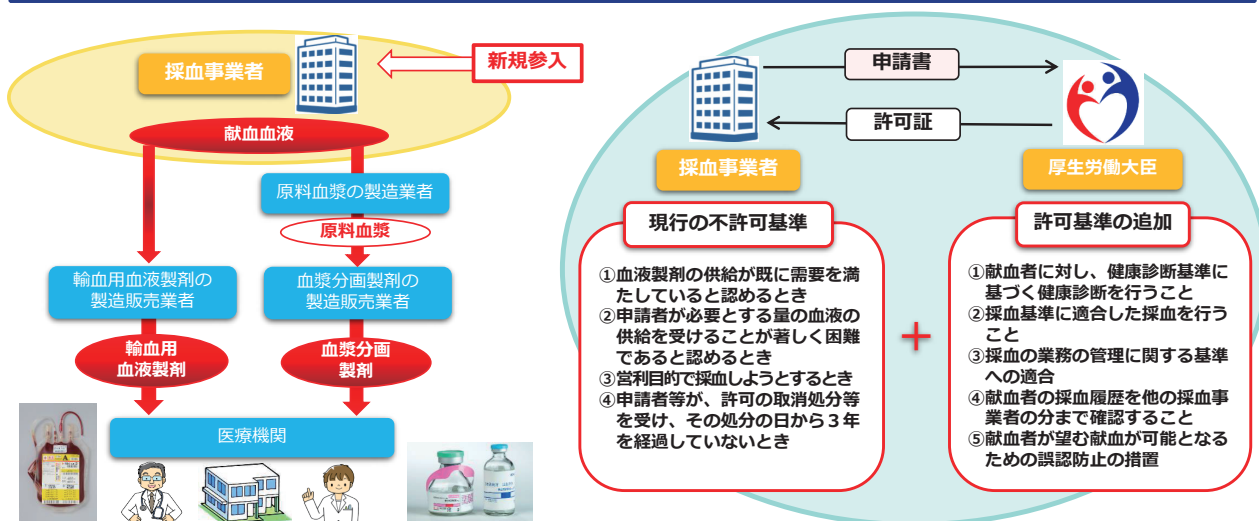 採血事業者
新規参入
献血血液
原料血漿の製造業者
原料血漿
輸血用血液製剤の
製造販売業者
血漿分画製剤の
製造販売業者
輸血用
血液製剤
血漿分画
製剤
医療機関
申請書
許可証
採血事業者
厚生労働大臣
現行の不許可基準
①血液製剤の供給が既に需要を満
たしていると認めるとき
②申請者が必要とする量の血液の
供給を受けることが著しく困難
であると認めるとき
③営利目的で採血しようとするとき
④申請者等が、許可の取消処分等
を受け、その処分の日から３年
を経過していないとき
+
許可基準の追加
①献血者に対し、健康診断基準に
基づく健康診断を行うこと
②採血基準に適合した採血を行う
こと
③採血の業務の管理に関する基準
への適合
④献血者の採血履歴を他の採血事
業者の分まで確認すること
⑤献血者が望む献血が可能となる
ための誤認防止の措置